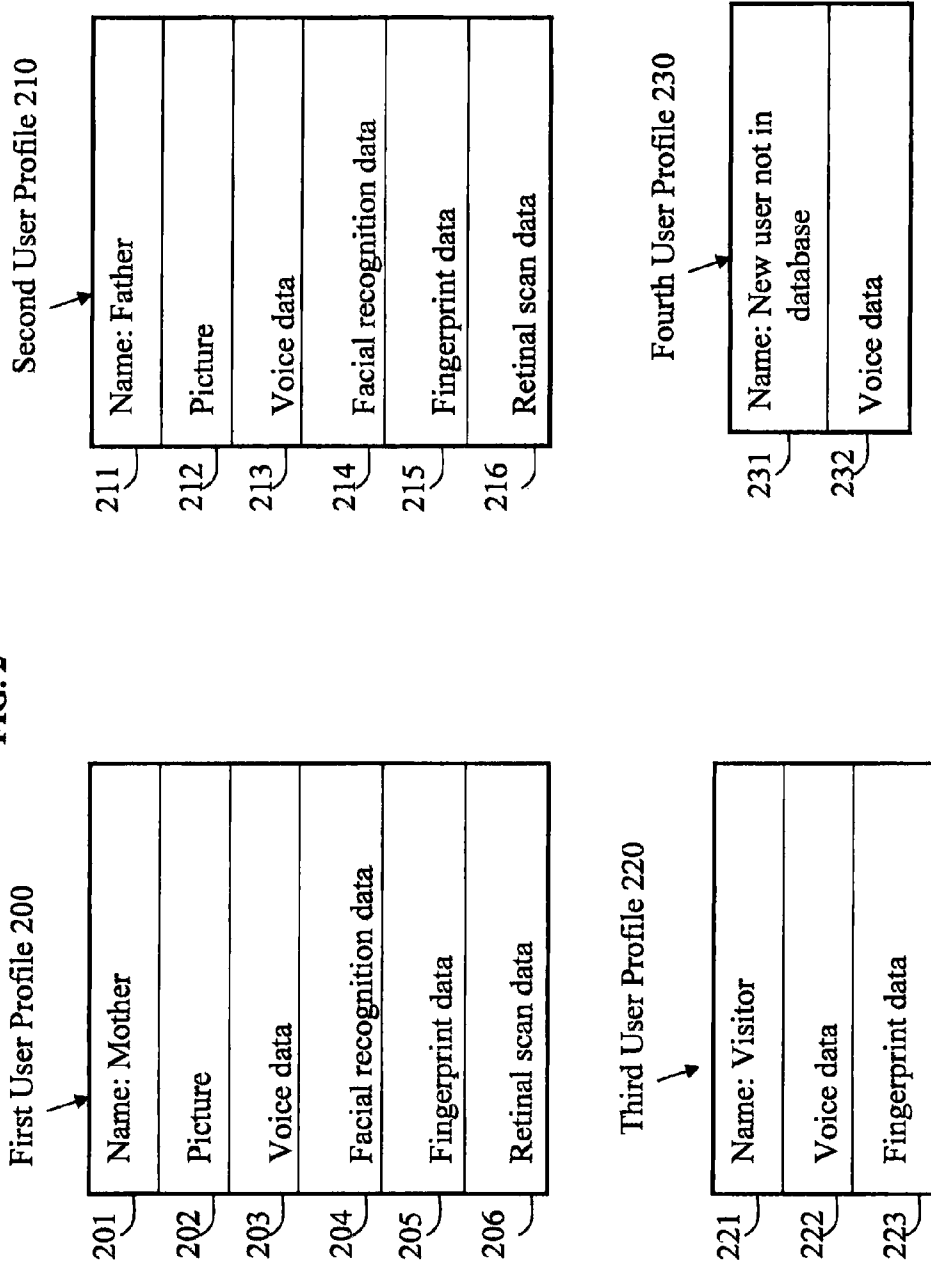 FIG. 2
First User Profile 200
201
Name: Mother
202
Picture
203
Voice data
204
Facial recognition data
205
Fingerprint data
206
Retinal scan data
Second User Profile 210
211
Name: Father
212
Picture
213
Voice data
214
Facial recognition data
215
Fingerprint data
216
Retinal scan data
Third User Profile 220
221
Name: Visitor
222
Voice data
223
Fingerprint data
Fourth User Profile 230
231
Name: New user not in
database
232
Voice data